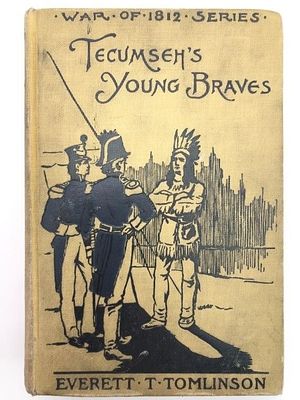 · WAR · OF · 1812 · SERIES ·
TECUMSEH'S
YOUNG BRAVES
EVERETT · T · TOMLINSON